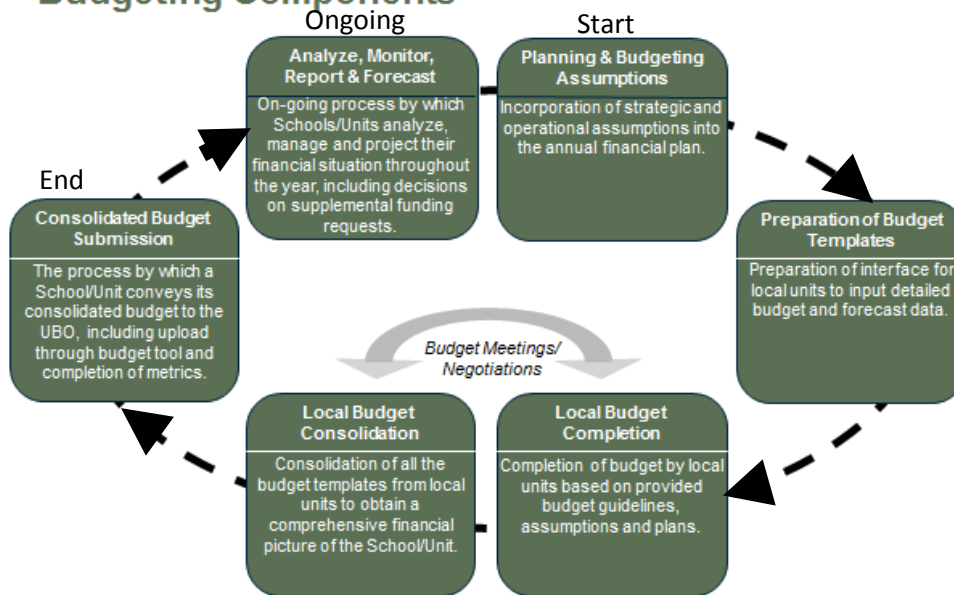 Budgeting Components
Ongoing
Start
Analyze, Monitor,
Report & Forecast
On-going process by which
Schools/Units analyze,
manage and project their
financial situation throughout
the year, including decisions
on supplemental funding
requests.
Planning & Budgeting
Assumptions
Incorporation of strategic and
operational assumptions into
the annual financial plan.
End
Consolidated Budget
Submission
The process by which a
School/Unit conveys its
consolidated budget to the
UBO, including upload
through budget tool and
completion of metrics.
Preparation of Budget
Templates
Preparation of interface for
local units to input detailed
budget and forecast data.
Budget Meetings/
Negotiations
Local Budget
Consolidation
Consolidation of all the
budget templates from local
units to obtain a
comprehensive financial
picture of the School/Unit.
Local Budget
Completion
Completion of budget by local
units based on provided
budget guidelines,
assumptions and plans.